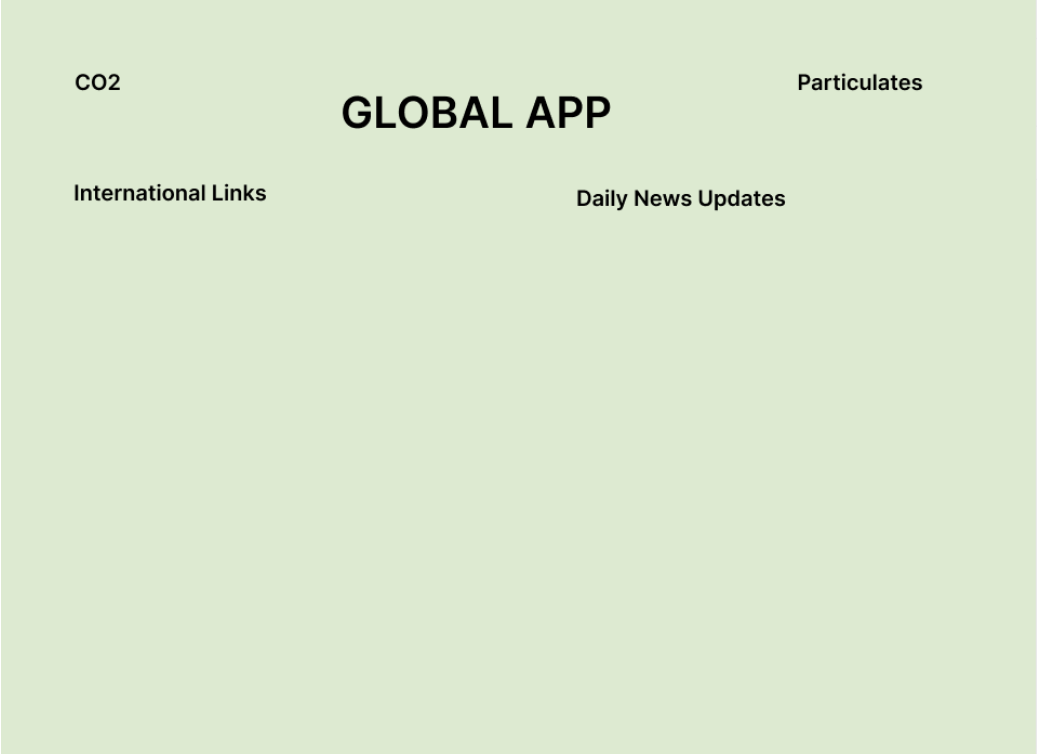 CO2
Particulates
GLOBAL APP
International Links
Daily News Updates